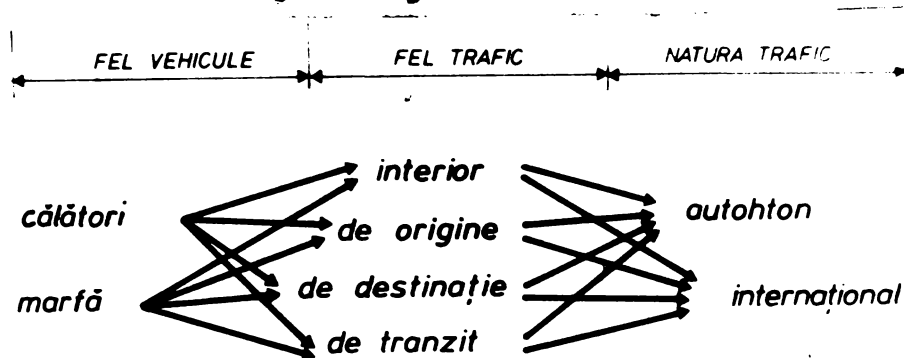 FEL VEHICULE FEL TRAFIC NATURA TRAFIC
interior
călători
autohton
de origine
de destinație
marfă
internațional
de tranzit